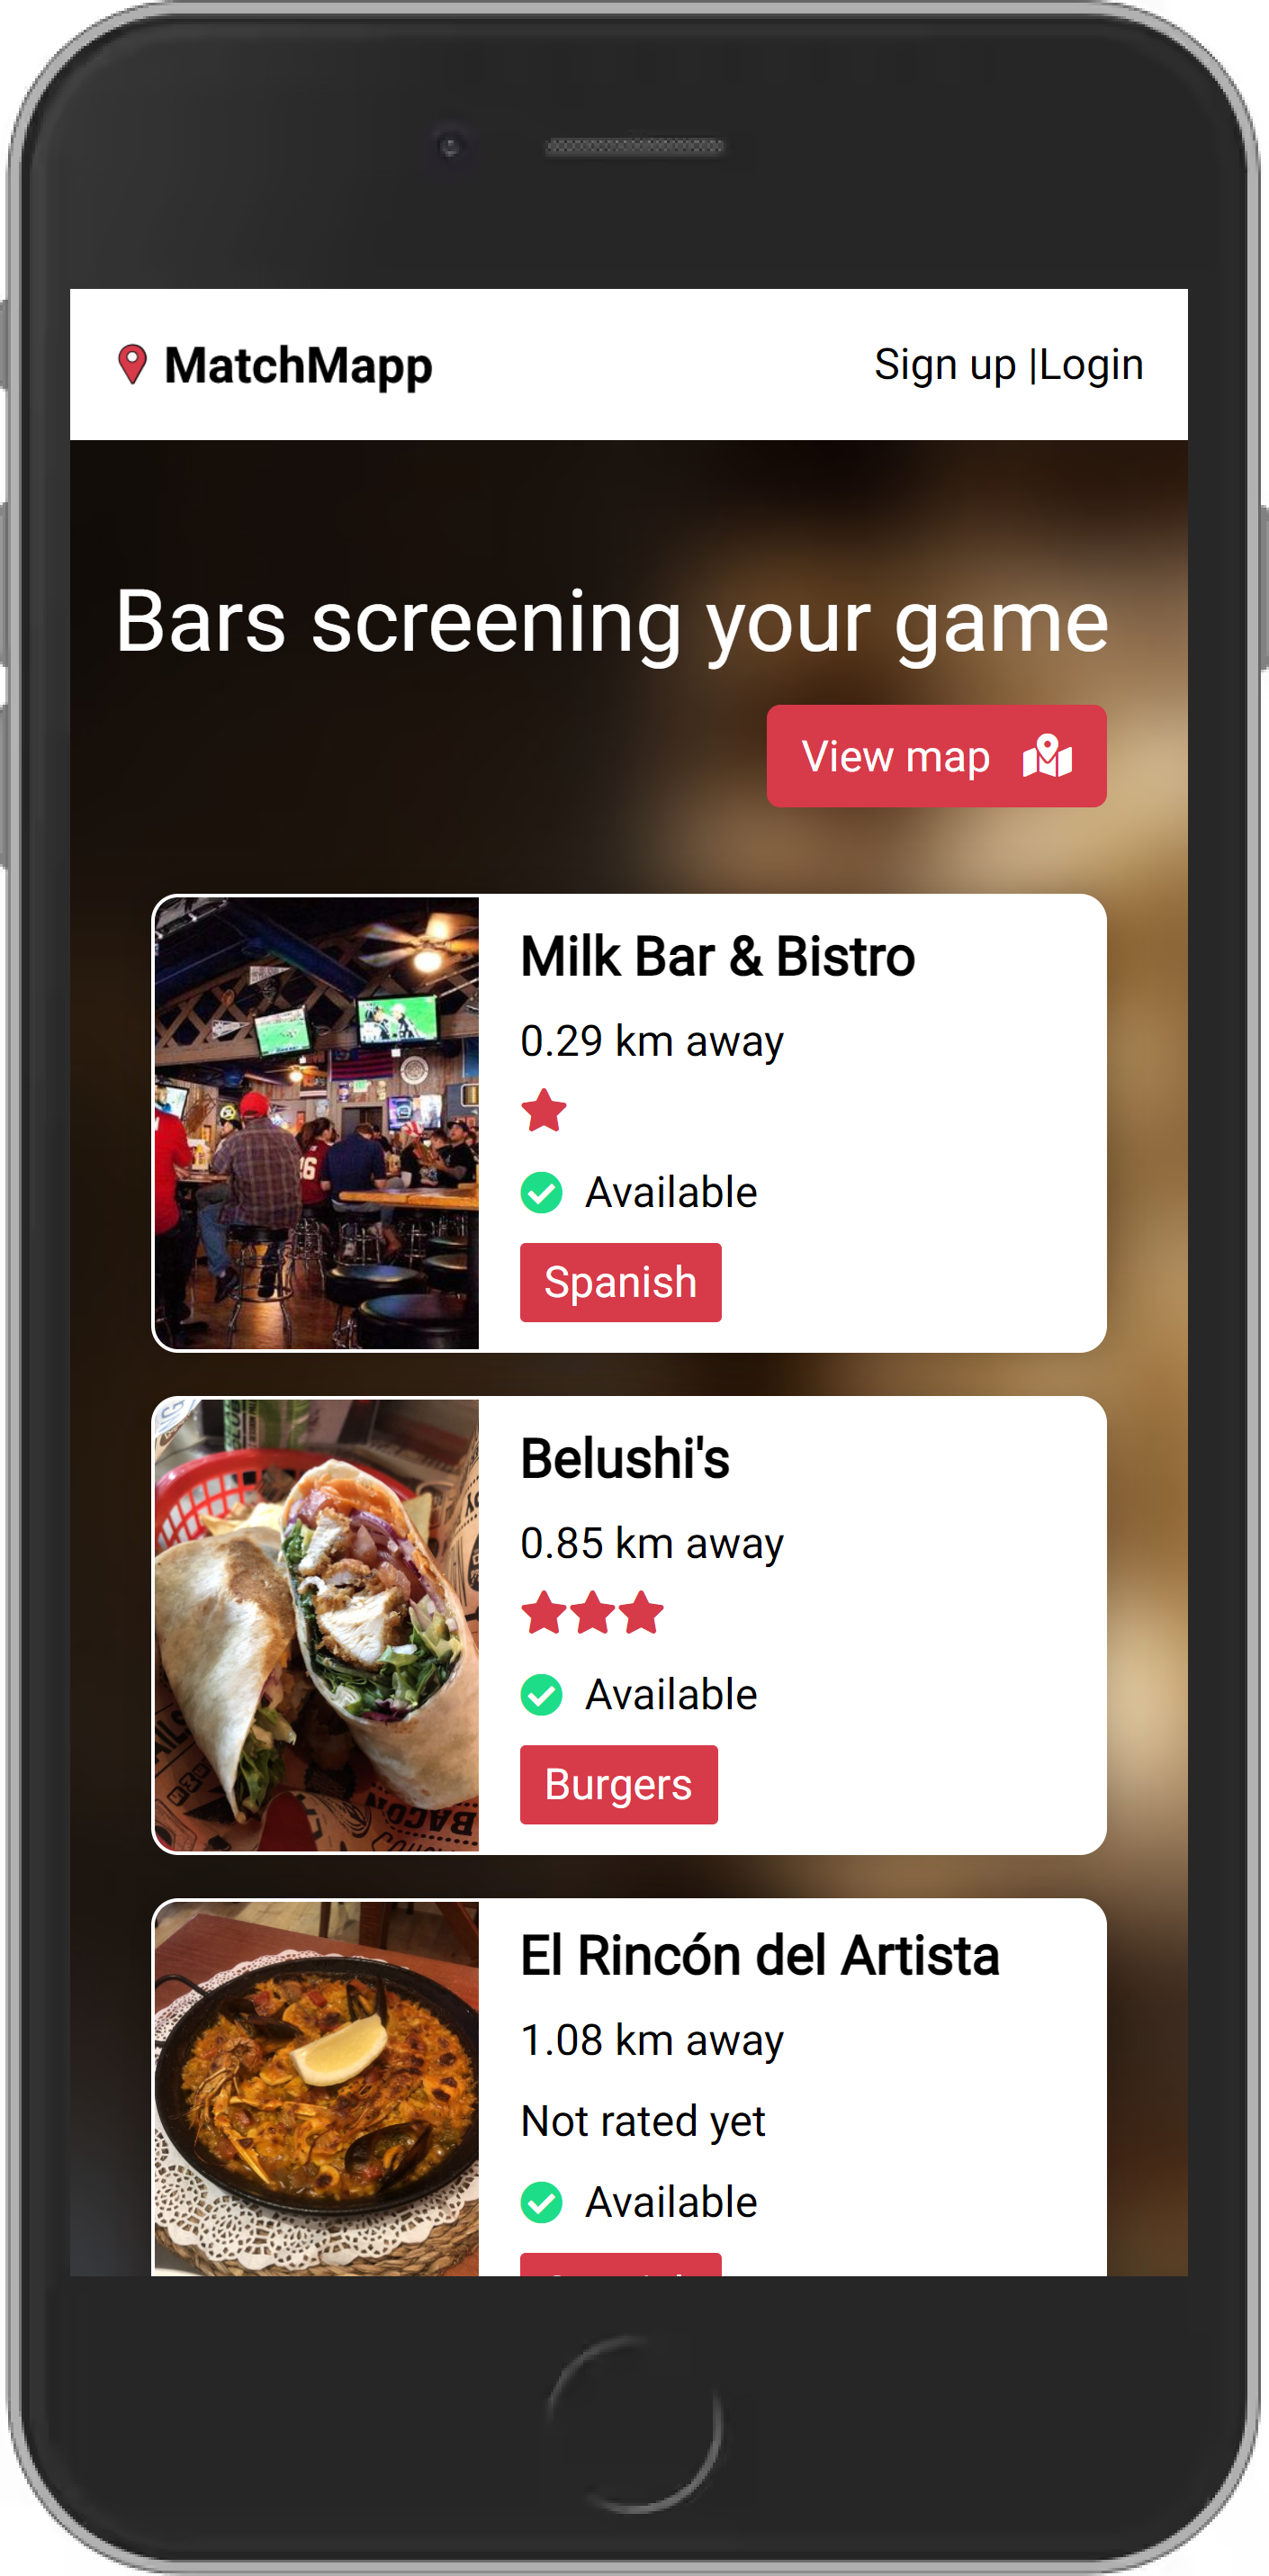 MatchMapp
Sign up |Login
Bars screening your game
View map
Milk Bar & Bistro
0.29 km away
Available
Spanish
Belushi's
0.85 km away
Available
Burgers
BACON
El Rincón del Artista
1.08 km away
Not rated yet
Available